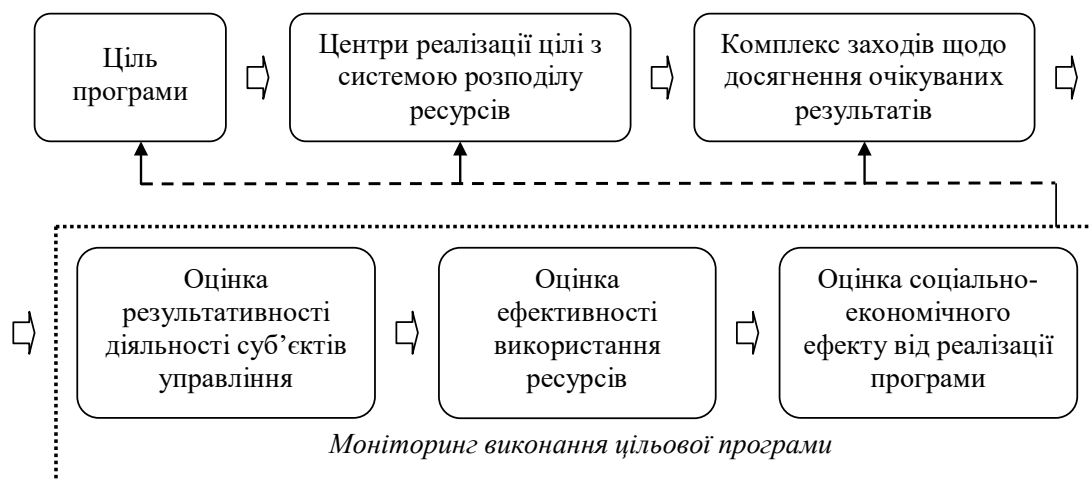 Ціль
програми
Центри реалізації цілі з
системою розподілу
ресурсів
Комплекс заходів щодо
досягнення очікуваних
результатів
Оцінка
результативності
діяльності суб’єктів
управління
Оцінка
ефективності
використання
ресурсів
Оцінка соціально-
економічного
ефекту від реалізації
програми
Моніторинг виконання цільової програми